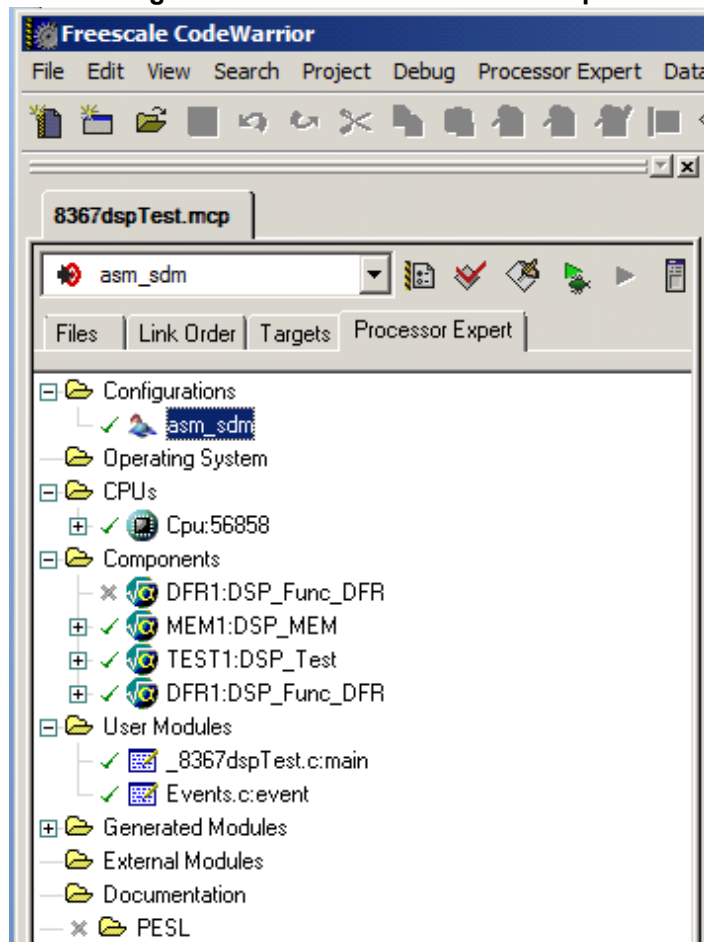 Freescale CodeWarrior
File Edit View Search Project Debug Processor Expert Data
8367dspTest.mcp
asm_sdm
Files Link Order Targets Processor Expert
Configurations
asm_sdm
Operating System
CPUs
Cpu:56858
Components
DFR1:DSP_Func_DFR
MEM1:DSP_MEM
TEST1:DSP_Test
DFR1:DSP_Func_DFR
User Modules
_8367dspTest.c:main
Events.c:event
Generated Modules
External Modules
Documentation
PESL